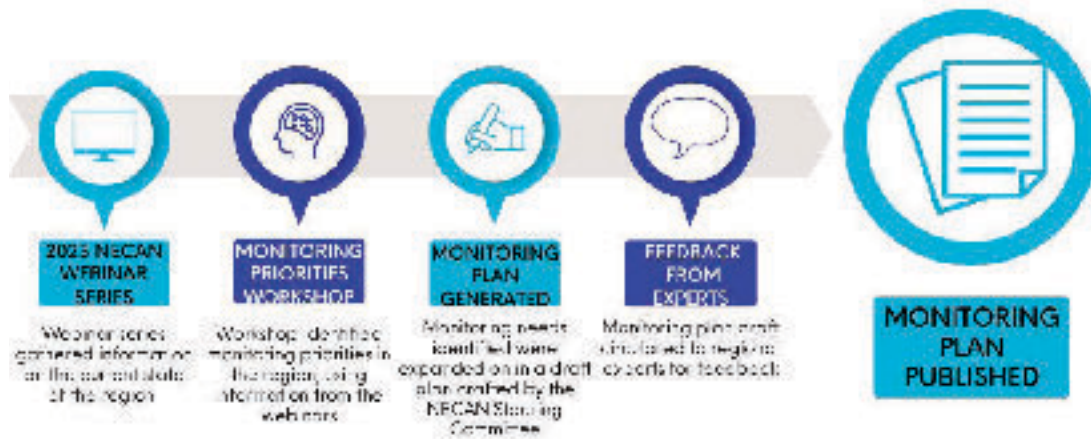 2023 NECAN
WEBINAR
SERIES
Webinar series
gathered information
for the current state
of the region
MONITORING
PRIORITIES
WORKSHOP
Workshop identified
monitoring priorities in
the region, using
information from the
webinars
MONITORING
PLAN
GENERATED
Monitoring needs
identified were
expanded on in a draft
plan crafted by the
NECAN Steering
Committee
FEEDBACK
FROM
EXPERTS
Monitoring plan draft
circulated to regional
experts for feedback
MONITORING
PLAN
PUBLISHED